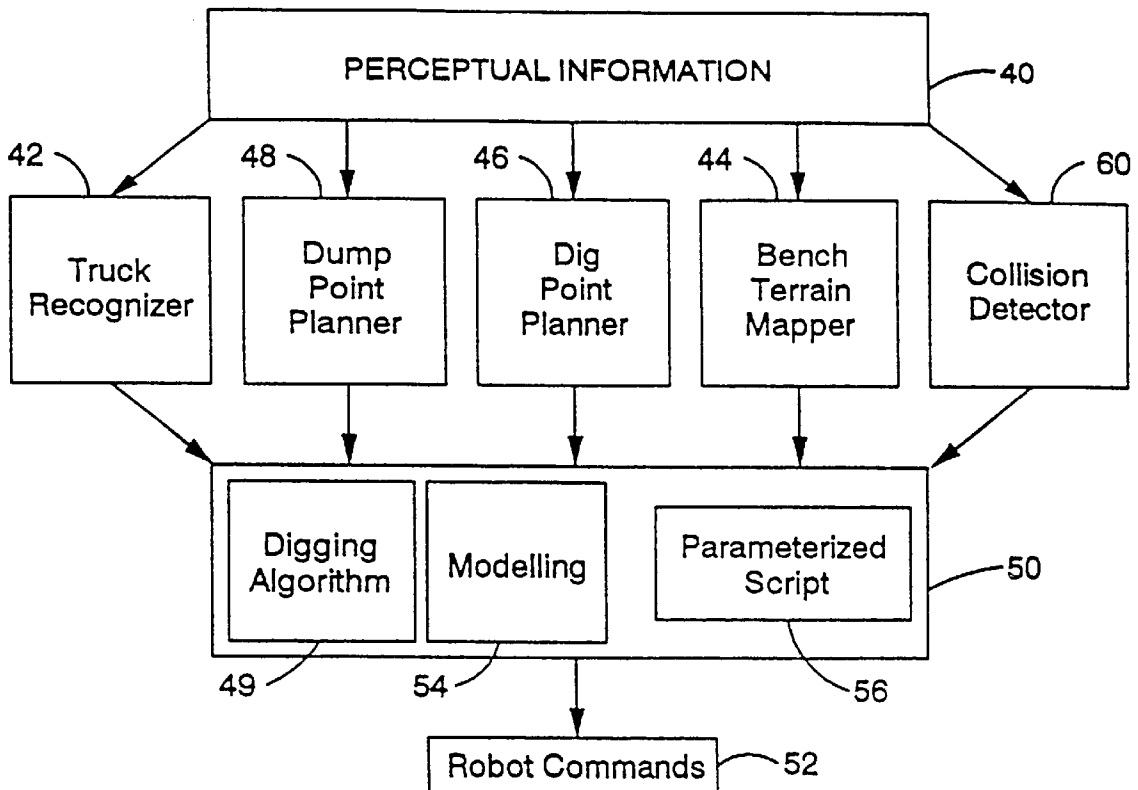 PERCEPTUAL INFORMATION
40
42
48
46
44
60
Truck
Recognizer
Dump
Point
Planner
Dig
Point
Planner
Bench
Terrain
Mapper
Collision
Detector
Digging
Algorithm
Modelling
Parameterized
Script
50
49
54
56
Robot Commands
52